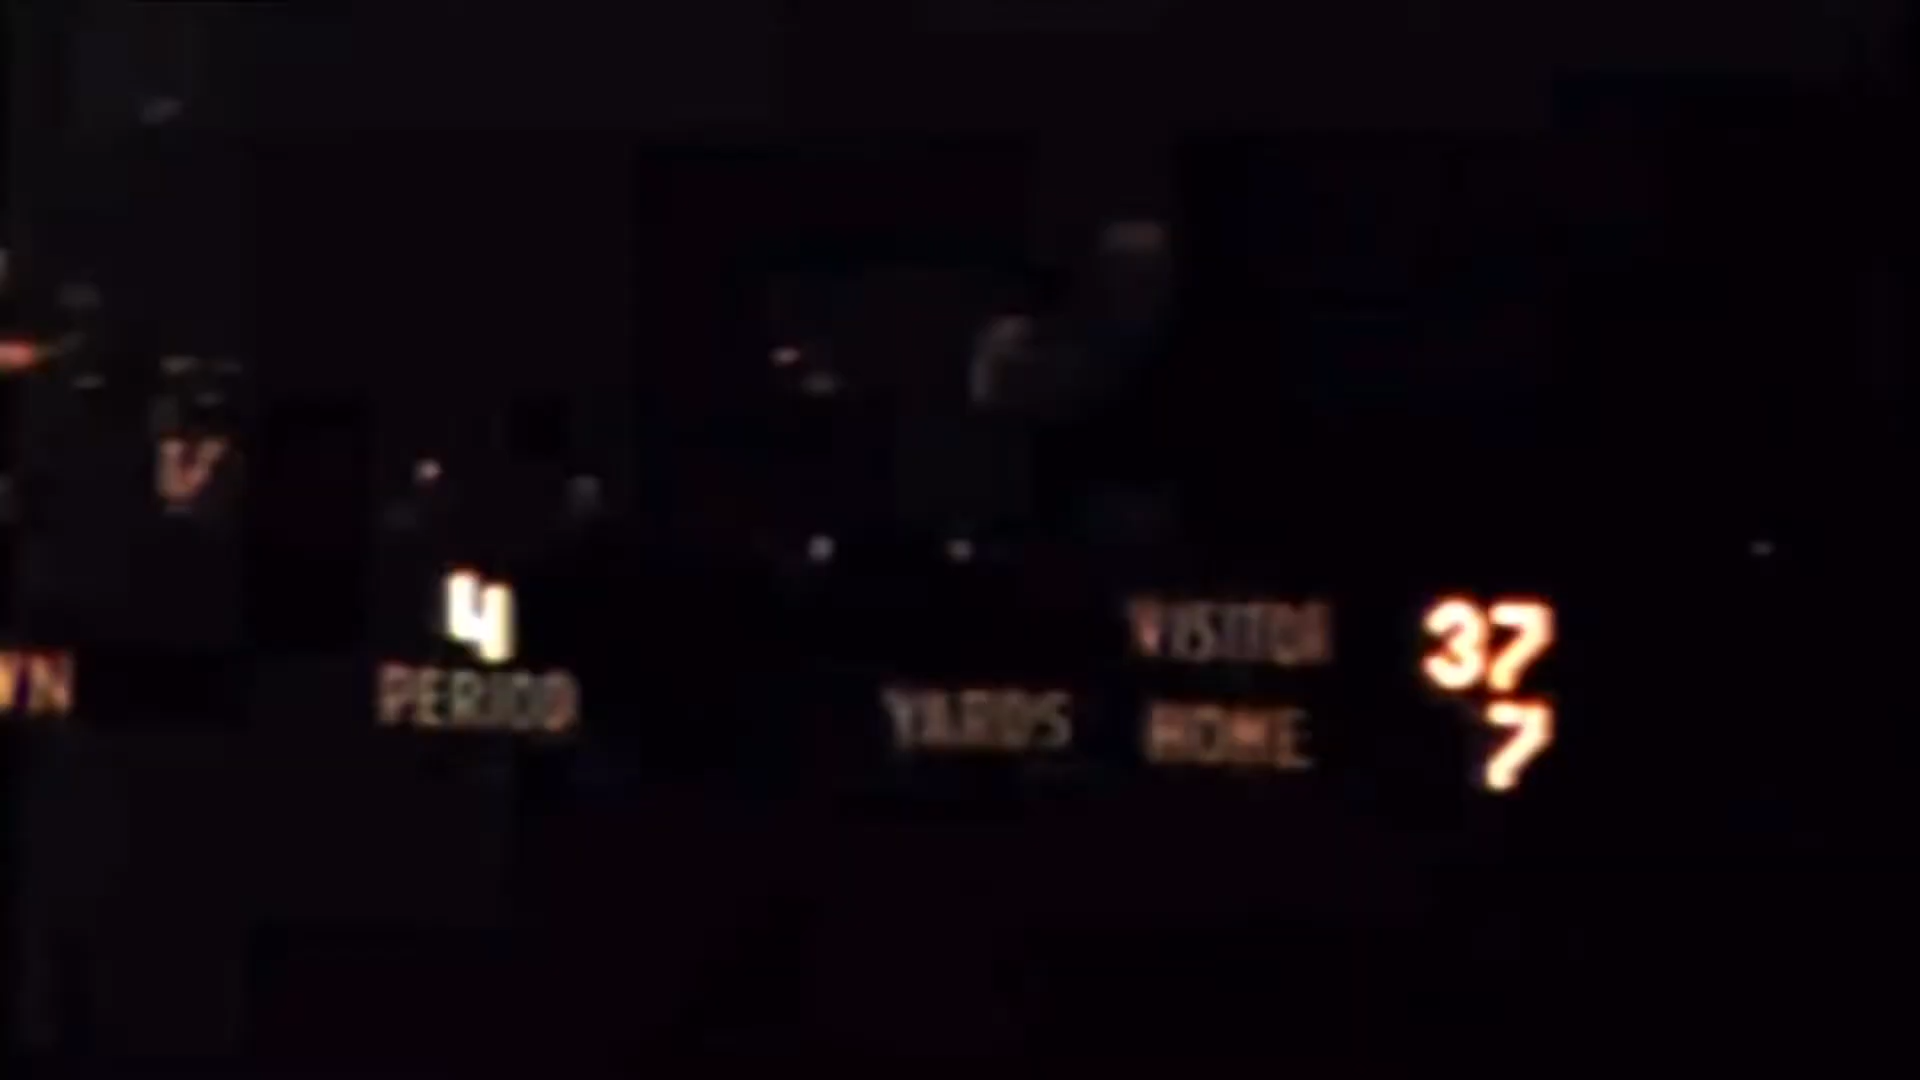 4
PERIOD
YARDS
VISITOR 37
HOME 7